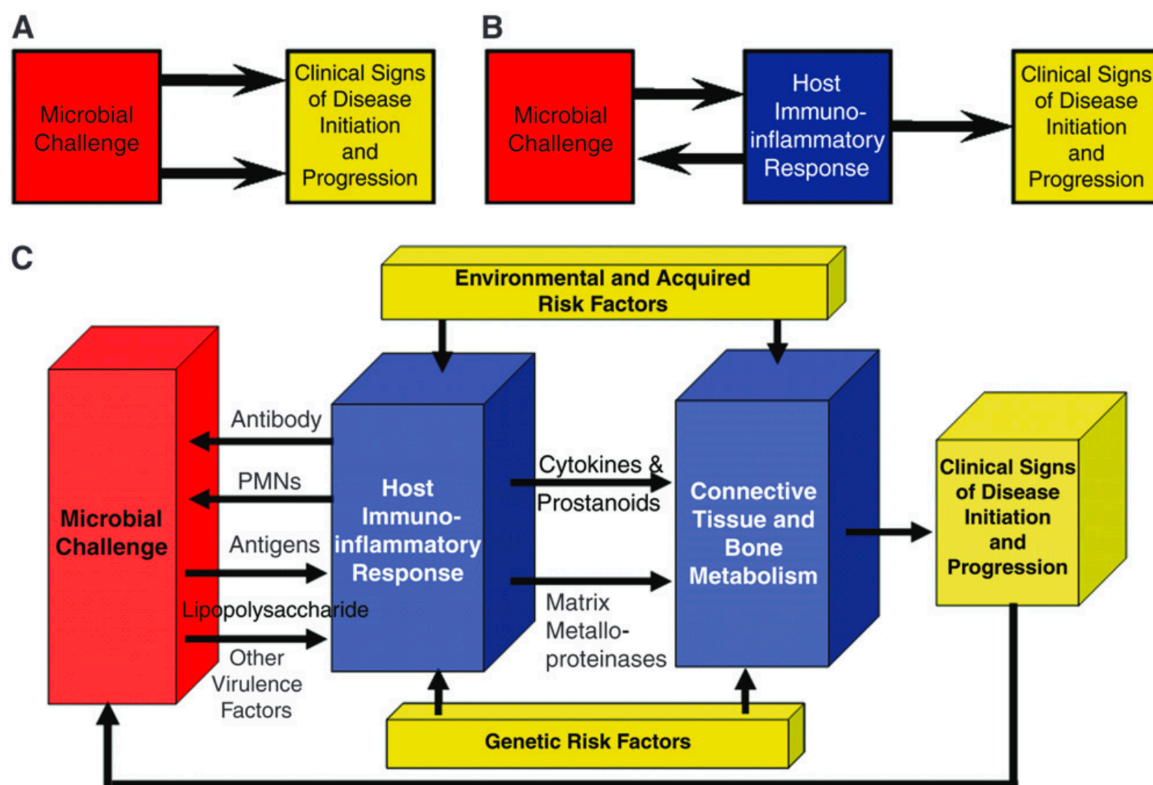 A
Microbial
Challenge
Clinical Signs
of Disease
Initiation
and
Progression
B
Microbial
Challenge
Host
Immuno-
inflammatory
Response
Clinical Signs
of Disease
Initiation
and
Progression
C
Environmental and Acquired
Risk Factors
Microbial
Challenge
Antibody
PMNs
Antigens
Lipopolysaccharide
Other
Virulence
Factors
Host
Immuno-
inflammatory
Response
Cytokines &
Prostanoids
Matrix
Metallo-
proteinases
Connective
Tissue and
Bone
Metabolism
Clinical Signs
of Disease
Initiation
and
Progression
Genetic Risk Factors